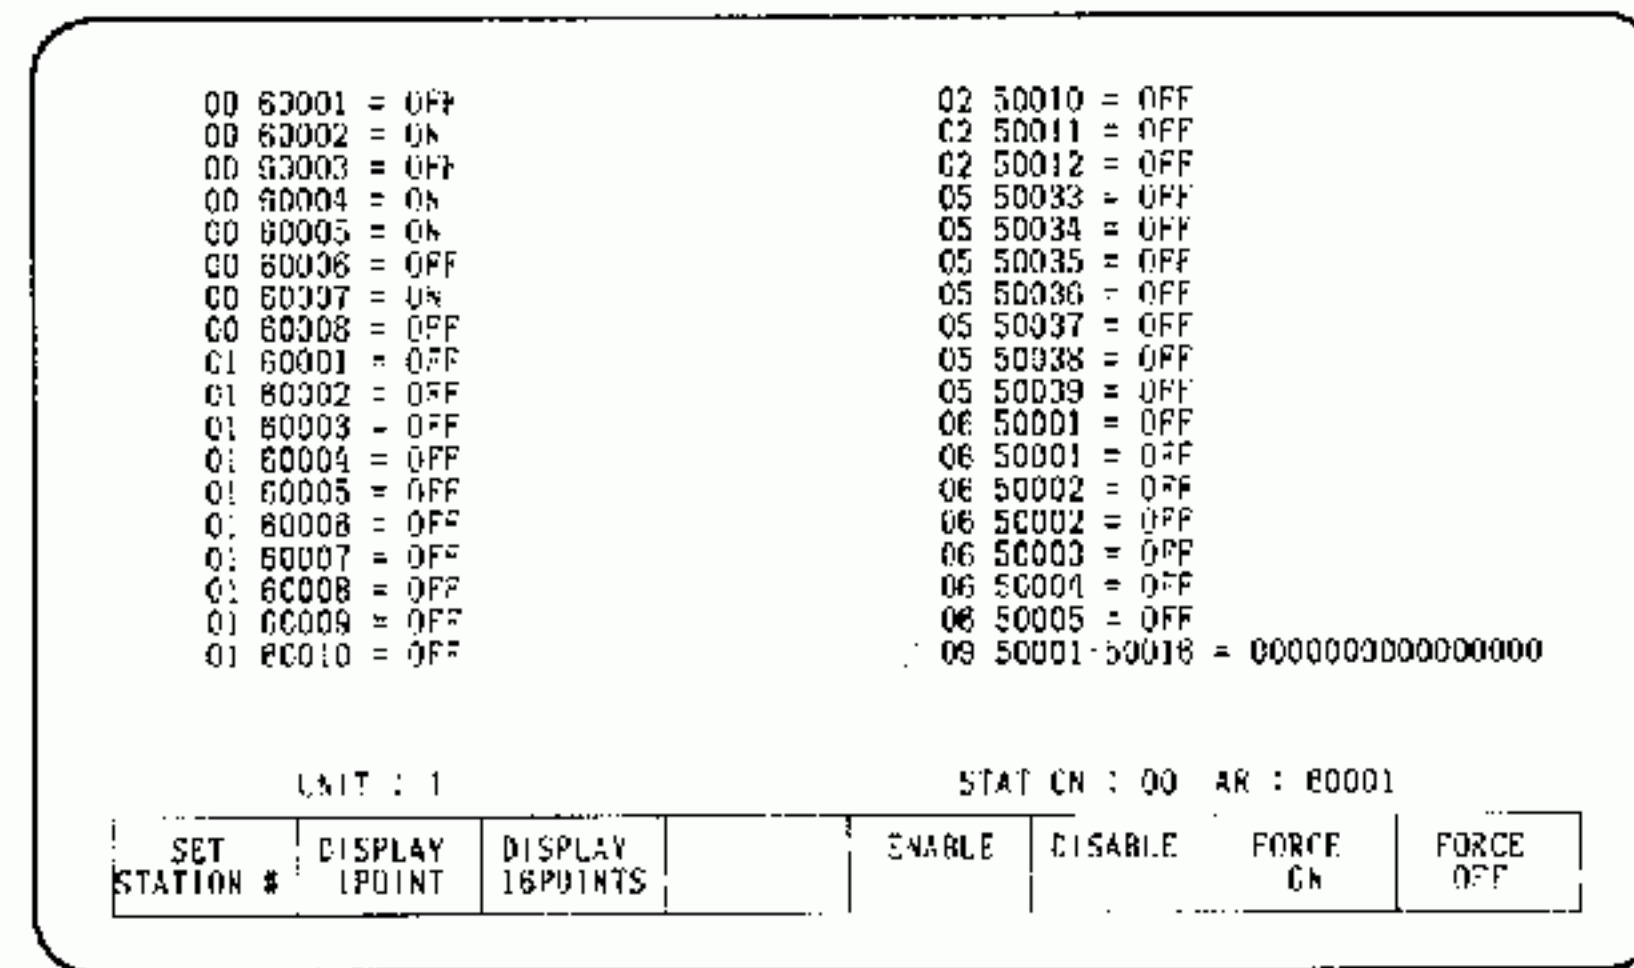 00 60001 = OFF
00 60002 = ON
00 60003 = OFF
00 60004 = ON
00 60005 = ON
00 60006 = OFF
00 60007 = ON
00 60008 = OFF
01 60001 = OFF
01 60002 = OFF
01 60003 = OFF
01 60004 = OFF
01 60005 = OFF
01 60006 = OFF
01 60007 = OFF
01 60008 = OFF
01 60009 = OFF
01 60010 = OFF
02 50010 = OFF
02 50011 = OFF
02 50012 = OFF
05 50033 = OFF
05 50034 = OFF
05 50035 = OFF
05 50036 = OFF
05 50037 = OFF
05 50038 = OFF
05 50039 = OFF
06 50001 = OFF
06 50001 = OFF
06 50002 = OFF
06 50002 = OFF
06 50003 = OFF
06 50004 = OFF
06 50005 = OFF
09 50001-50016 = 0000000000000000
UNIT : 1
STATION : 00 AR : 60001
SET
STATION #
DISPLAY
1POINT
DISPLAY
16POINTS
ENABLE
DISABLE
FORCE
ON
FORCE
OFF